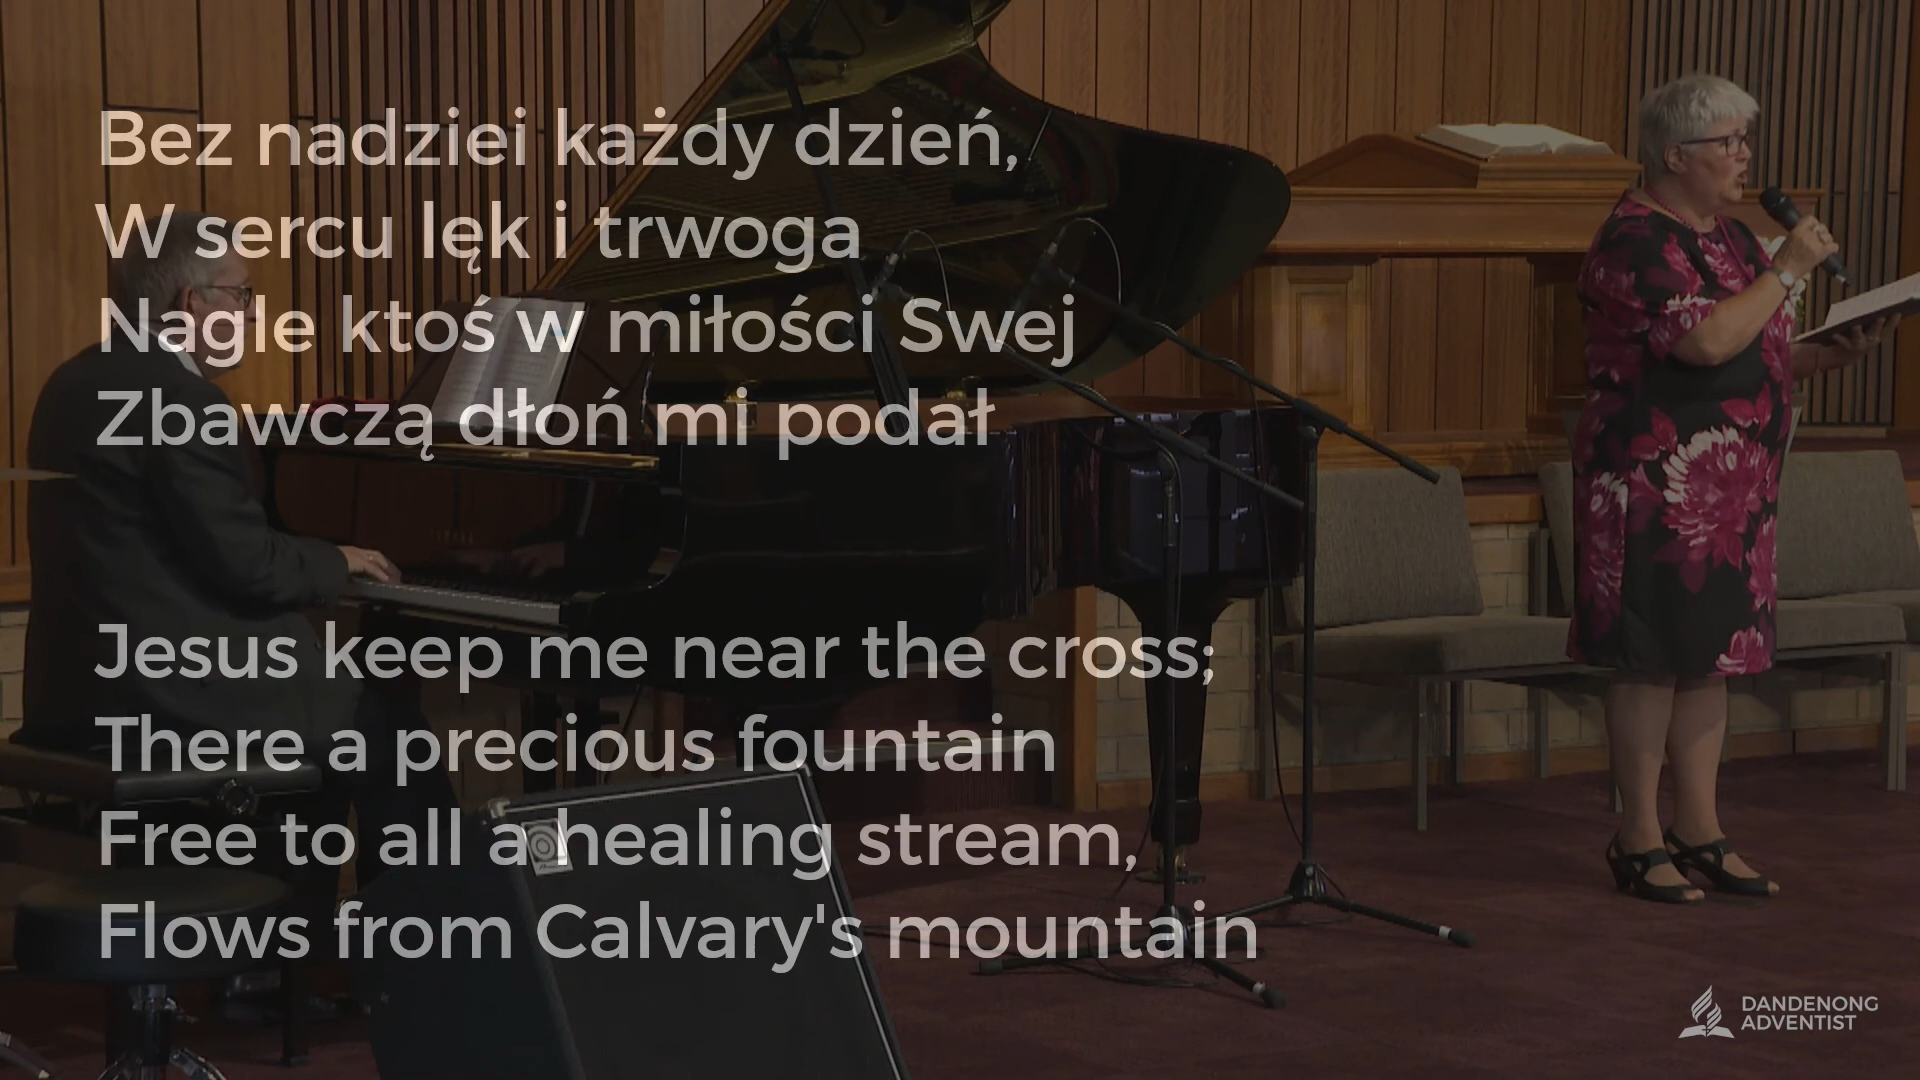 Bez nadziei każdy dzień,
W sercu lęk i trwoga
Nagle ktoś w miłości Swej
Zbawczą dłoń mi podał
Jesus keep me near the cross;
There a precious fountain
Free to all a healing stream,
Flows from Calvary's mountain
DANDENONG
ADVENTIST